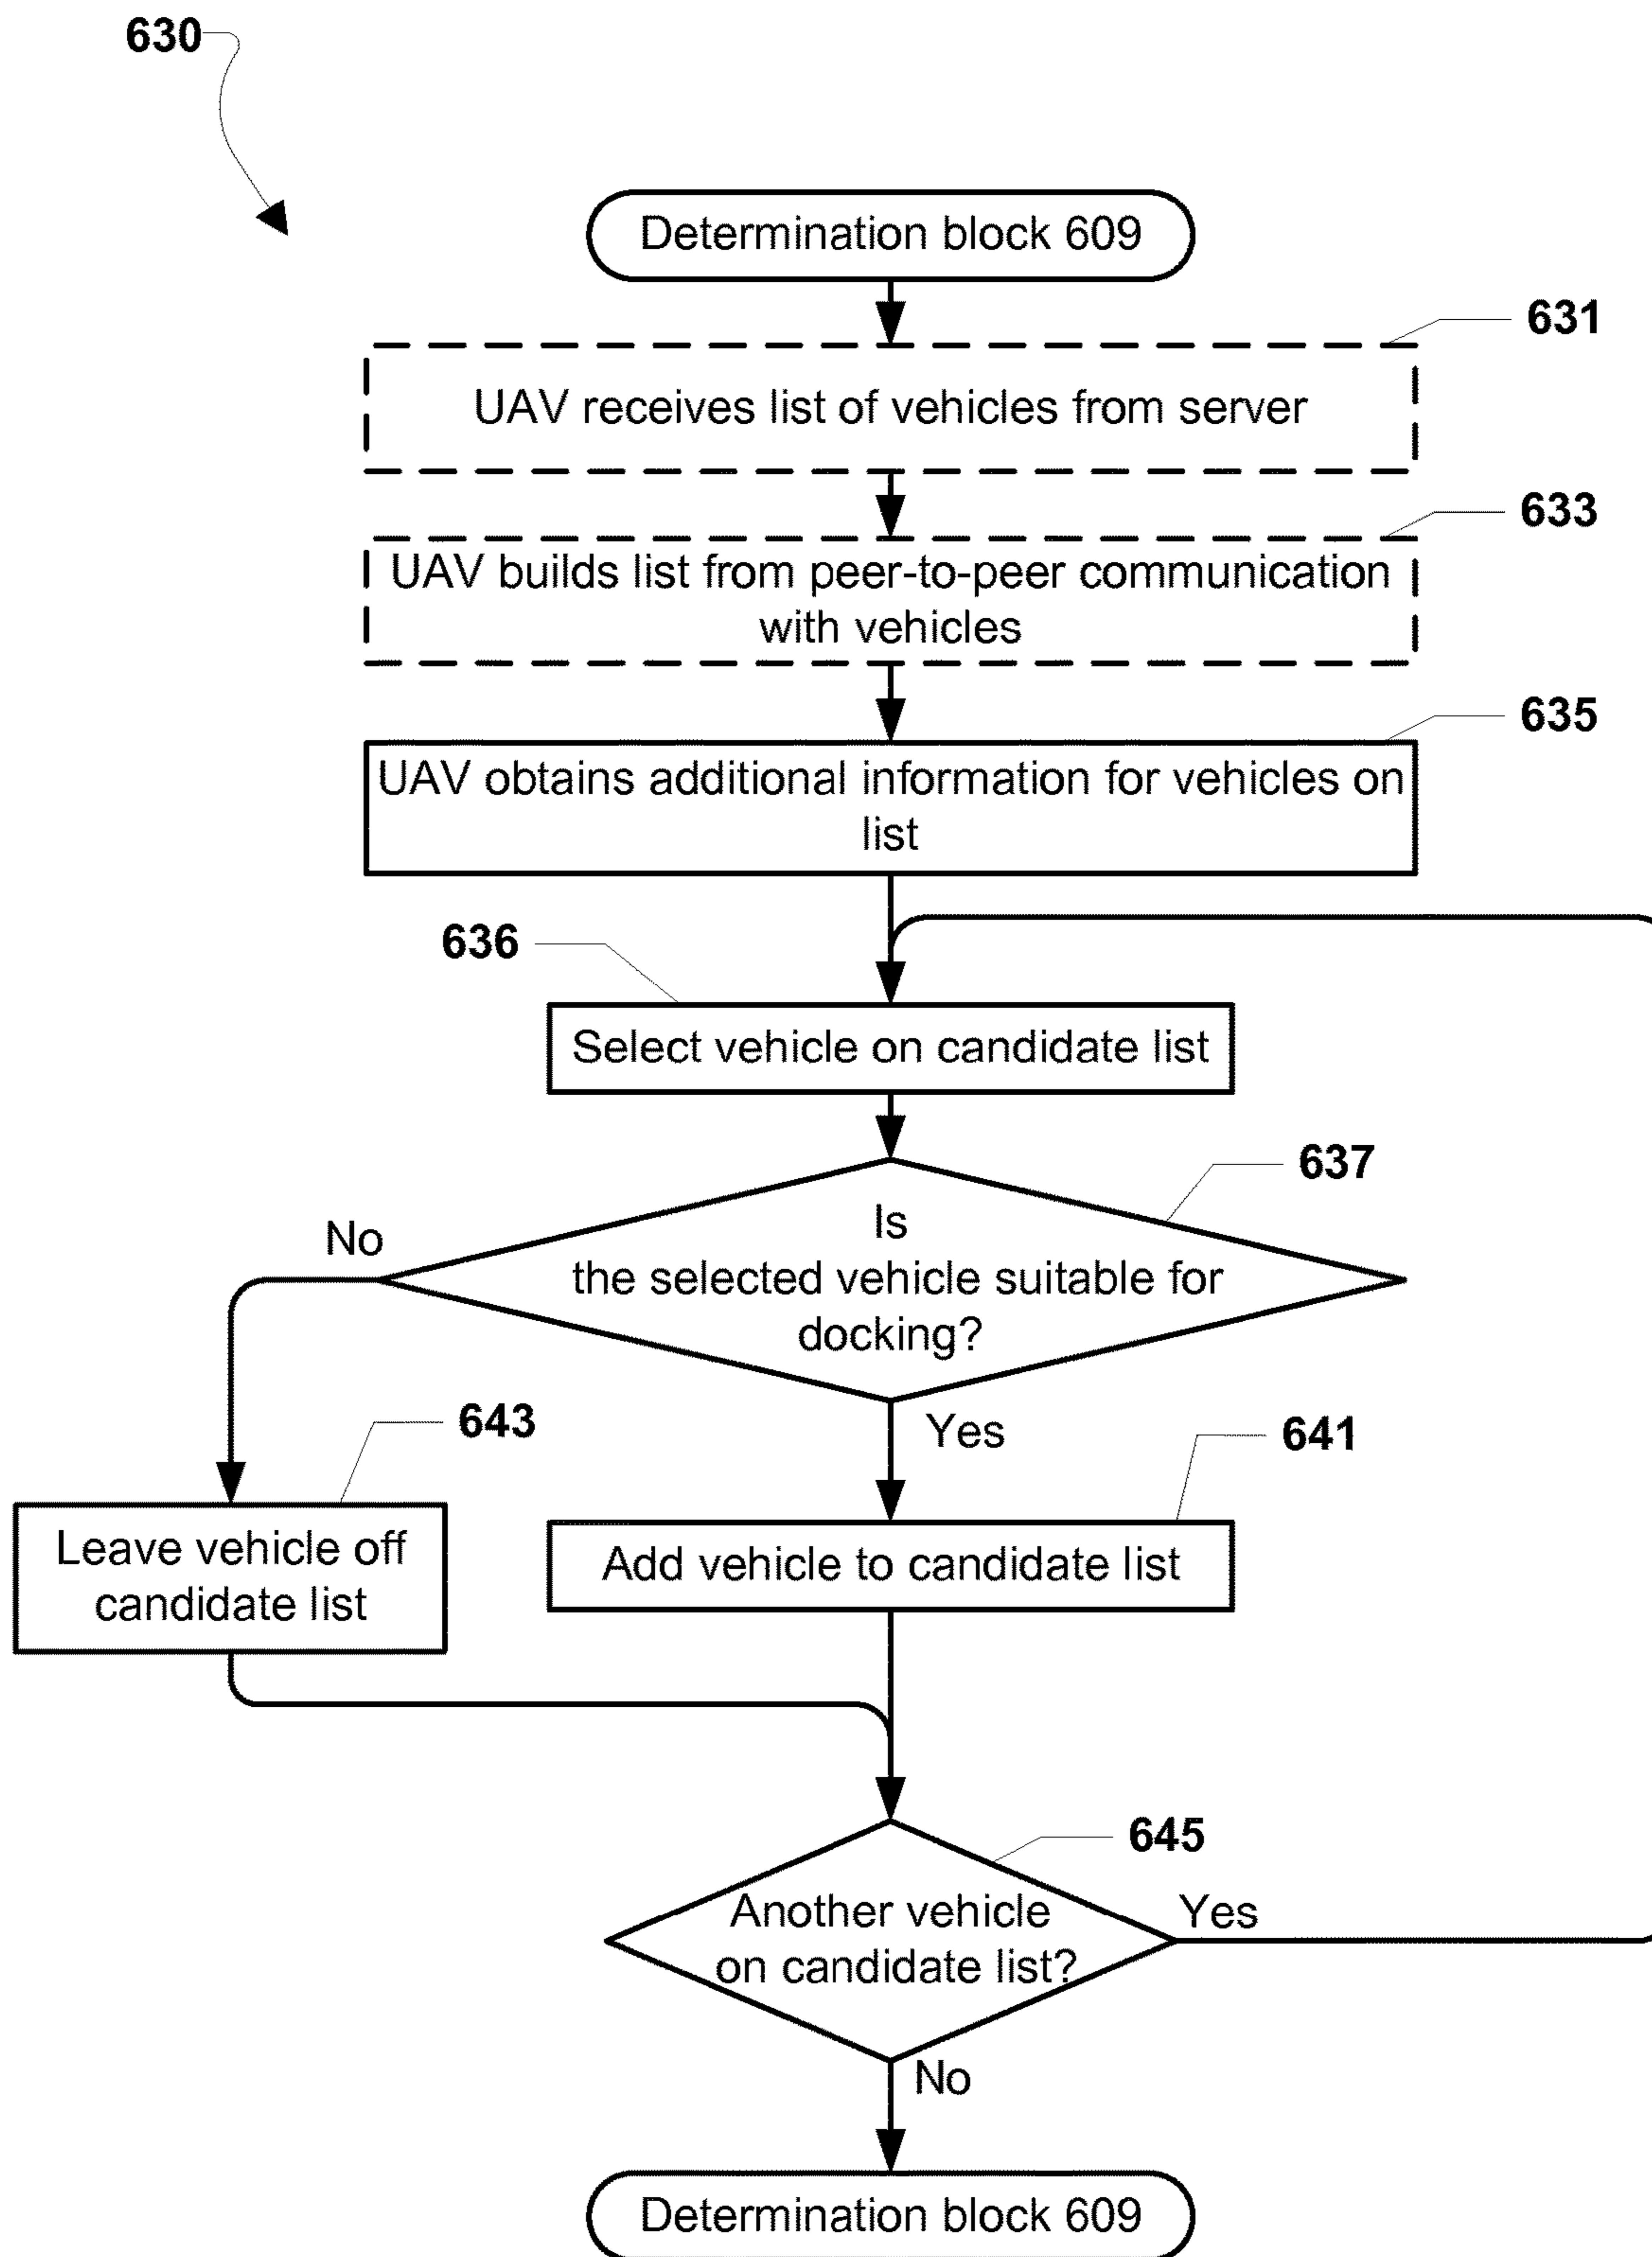 630
Determination block 609
631
UAV receives list of vehicles from server
633
UAV builds list from peer-to-peer communication
with vehicles
635
UAV obtains additional information for vehicles on
list
636
Select vehicle on candidate list
637
Is
the selected vehicle suitable for
docking?
No
Yes
643
Leave vehicle off
candidate list
641
Add vehicle to candidate list
645
Another vehicle
on candidate list?
Yes
No
Determination block 609